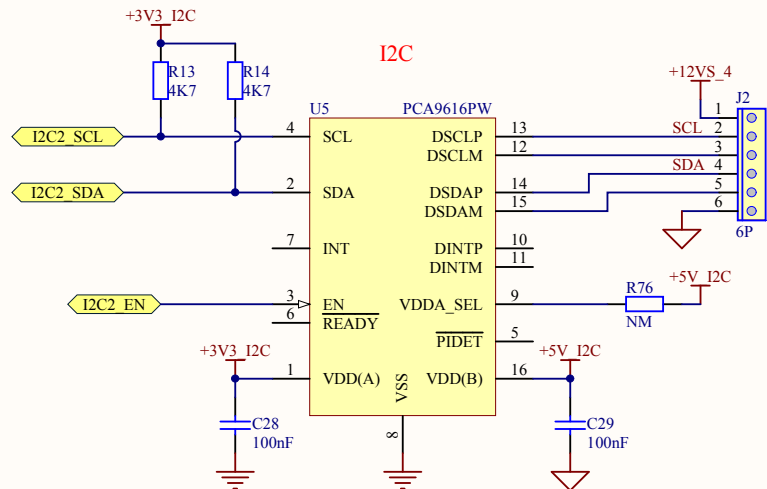 +3V3_I2C
I2C
R13
4K7
R14
4K7
+12VS_4
J2
U5
PCA9616PW
I2C2_SCL
4
SCL
DSCLP
13
SCL
1
2
DSCLM
12
3
I2C2_SDA
2
SDA
DSDAP
14
SDA
4
DSDAM
15
5
6
6P
7
INT
DINTP
10
DINTM
11
I2C2_EN
3
EN
6
READY
VDDA_SEL
9
R76
NM
+5V_I2C
PIDET
5
+3V3_I2C
1
VDD(A)
VSS
8
VDD(B)
16
+5V_I2C
C28
100nF
C29
100nF